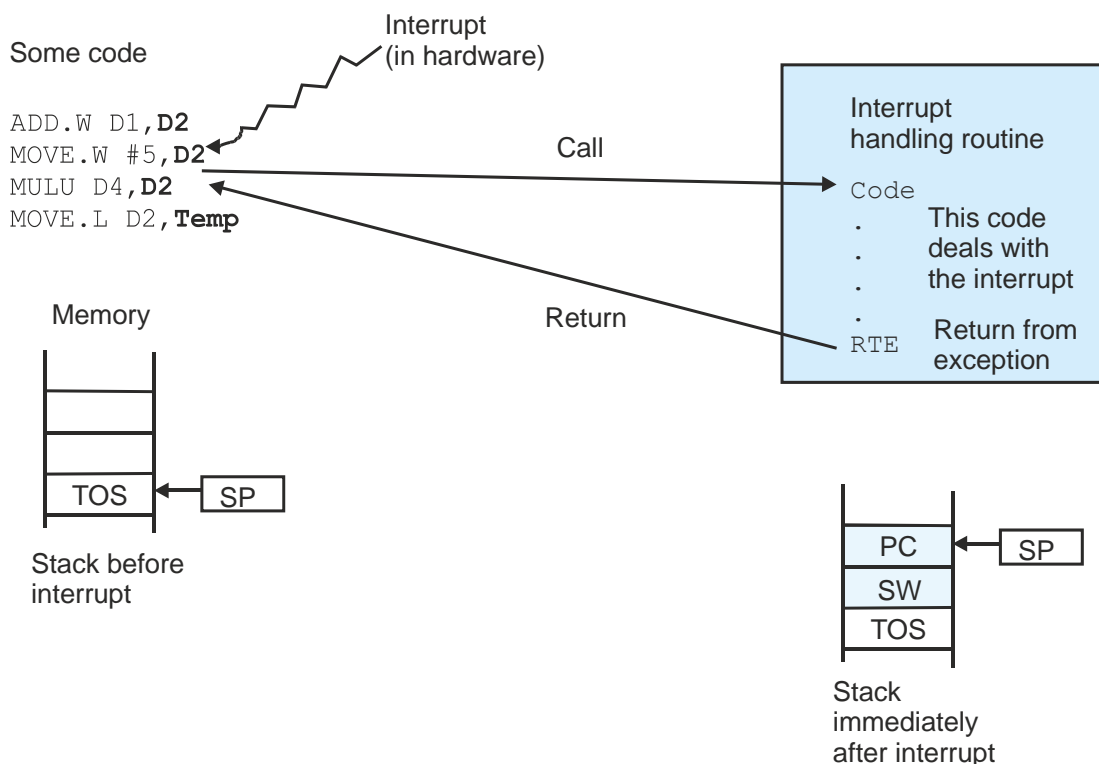 Interrupt
(in hardware)
Some code
ADD.W D1,D2
MOVE.W #5,D2
MULU D4,D2
MOVE.L D2,Temp
Call
Return
Interrupt
handling routine
Code
.
.
.
.
This code
deals with
the interrupt
RTE
Return from
exception
Memory
TOS
SP
Stack before
interrupt
PC
SP
SW
TOS
Stack
immediately
after interrupt